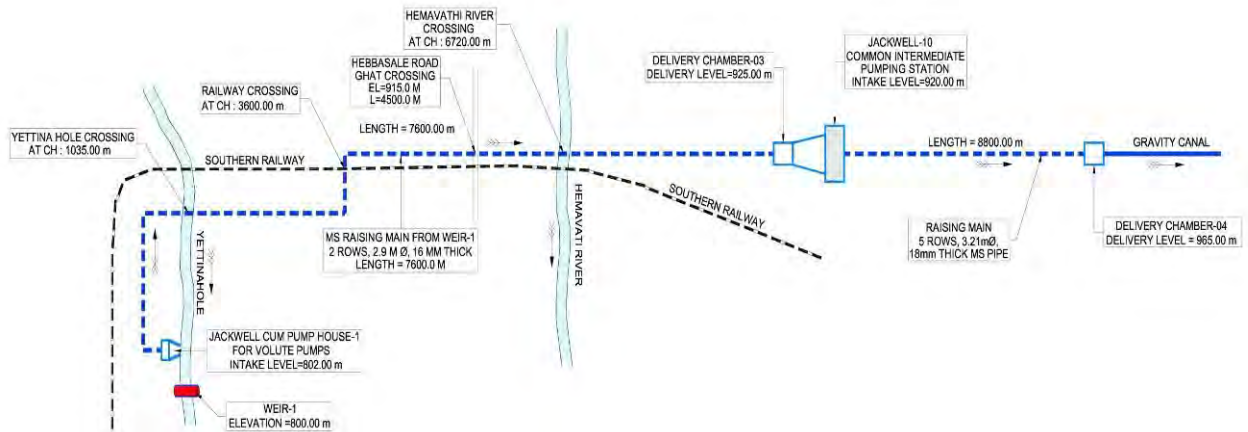 HEMAVATHI RIVER
CROSSING
AT CH : 6720.00 m
JACKWELL-10
COMMON INTERMEDIATE
PUMPING STATION
INTAKE LEVEL=920.00 m
DELIVERY CHAMBER-03
DELIVERY LEVEL=925.00 m
HEBBASALE ROAD
GHAT CROSSING
EL=915.0 M
L=4500.0 M
RAILWAY CROSSING
AT CH : 3600.00 m
LENGTH = 7600.00 m
YETTINA HOLE CROSSING
AT CH : 1035.00 m
SOUTHERN RAILWAY
LENGTH = 8800.00 m
GRAVITY CANAL
SOUTHERN RAILWAY
YETTINAHOLE
MS RAISING MAIN FROM WEIR-1
2 ROWS, 2.9 M Ø, 16 MM THICK
LENGTH = 7600.0 M
HEMAVATI RIVER
RAISING MAIN
5 ROWS, 3.21mØ,
18mm THICK MS PIPE
DELIVERY CHAMBER-04
DELIVERY LEVEL = 965.00 m
JACKWELL CUM PUMP HOUSE-1
FOR VOLUTE PUMPS
INTAKE LEVEL=802.00 m
WEIR-1
ELEVATION =800.00 m